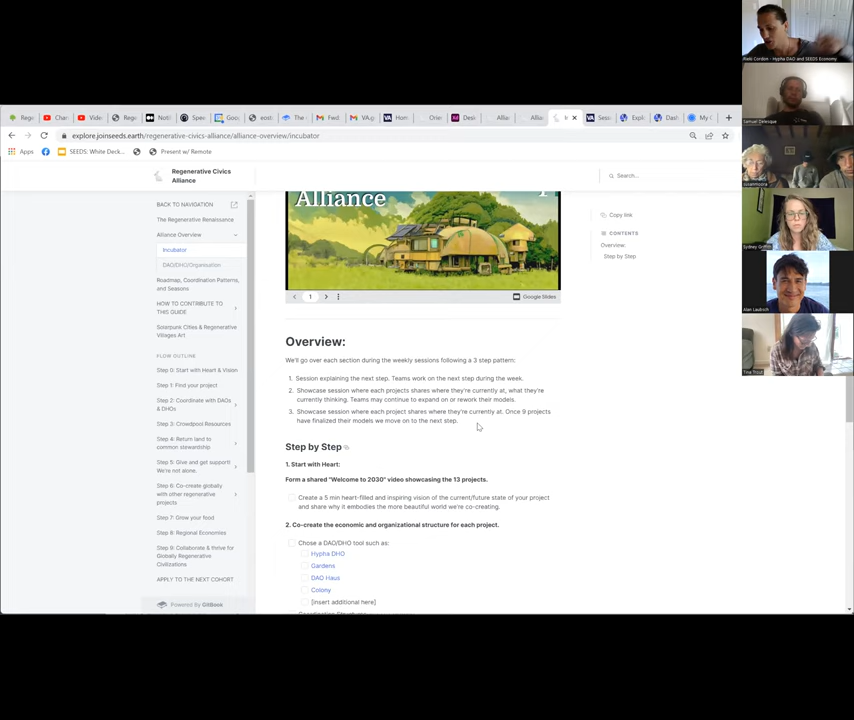 Rieki Cordon - Hypha DAO and SEEDS Economy
Samuel Delesque
Sydney Griffith
Alan Laubsch
explore.joinseeds.earth/regenerative-civics-alliance/alliance-overview/incubator
Apps
SEEDS: White Deck...
Present w/ Remote
Regenerative Civics
Alliance
Search...
BACK TO NAVIGATION
The Regenerative Renaissance
Alliance Overview
Incubator
DAO/DHO/Organisation
Roadmap, Coordination Patterns,
and Seasons
HOW TO CONTRIBUTE TO
THIS GUIDE
Solarpunk Cities & Regenerative
Villages Art
FLOW OUTLINE
Step 0: Start with Heart & Vision
Step 1: Find your project
Step 2: Coordinate with DAOs
& DHOs
Step 3: Crowdpool Resources
Step 4: Return land to
common stewardship
Step 5: Give and get support!
We're not alone.
Step 6: Co-create globally
with other regenerative
projects
Step 7: Grow your food
Step 8: Regional Economies
Step 9: Collaborate & thrive for
Globally Regenerative
Civilizations
APPLY TO THE NEXT COHORT
Powered By GitBook
Alliance
1
Google Slides
Overview:
We'll go over each section during the weekly sessions following a 3 step pattern:
1. Session explaining the next step. Teams work on the next step during the week.
2. Showcase session where each projects shares where they're currently at, what they're
currently thinking. Teams may continue to expand on or rework their models.
3. Showcase session where each project shares where they're currently at. Once 9 projects
have finalized their models we move on to the next step.
Step by Step
1. Start with Heart:
Form a shared "Welcome to 2030" video showcasing the 13 projects.
Create a 5 min heart-filled and inspiring vision of the current/future state of your project
and share why it embodies the more beautiful world we're co-creating.
2. Co-create the economic and organizational structure for each project.
Chose a DAO/DHO tool such as:
Hypha DHO
Gardens
DAO Haus
Colony
[insert additional here]
Copy link
CONTENTS
Overview:
Step by Step